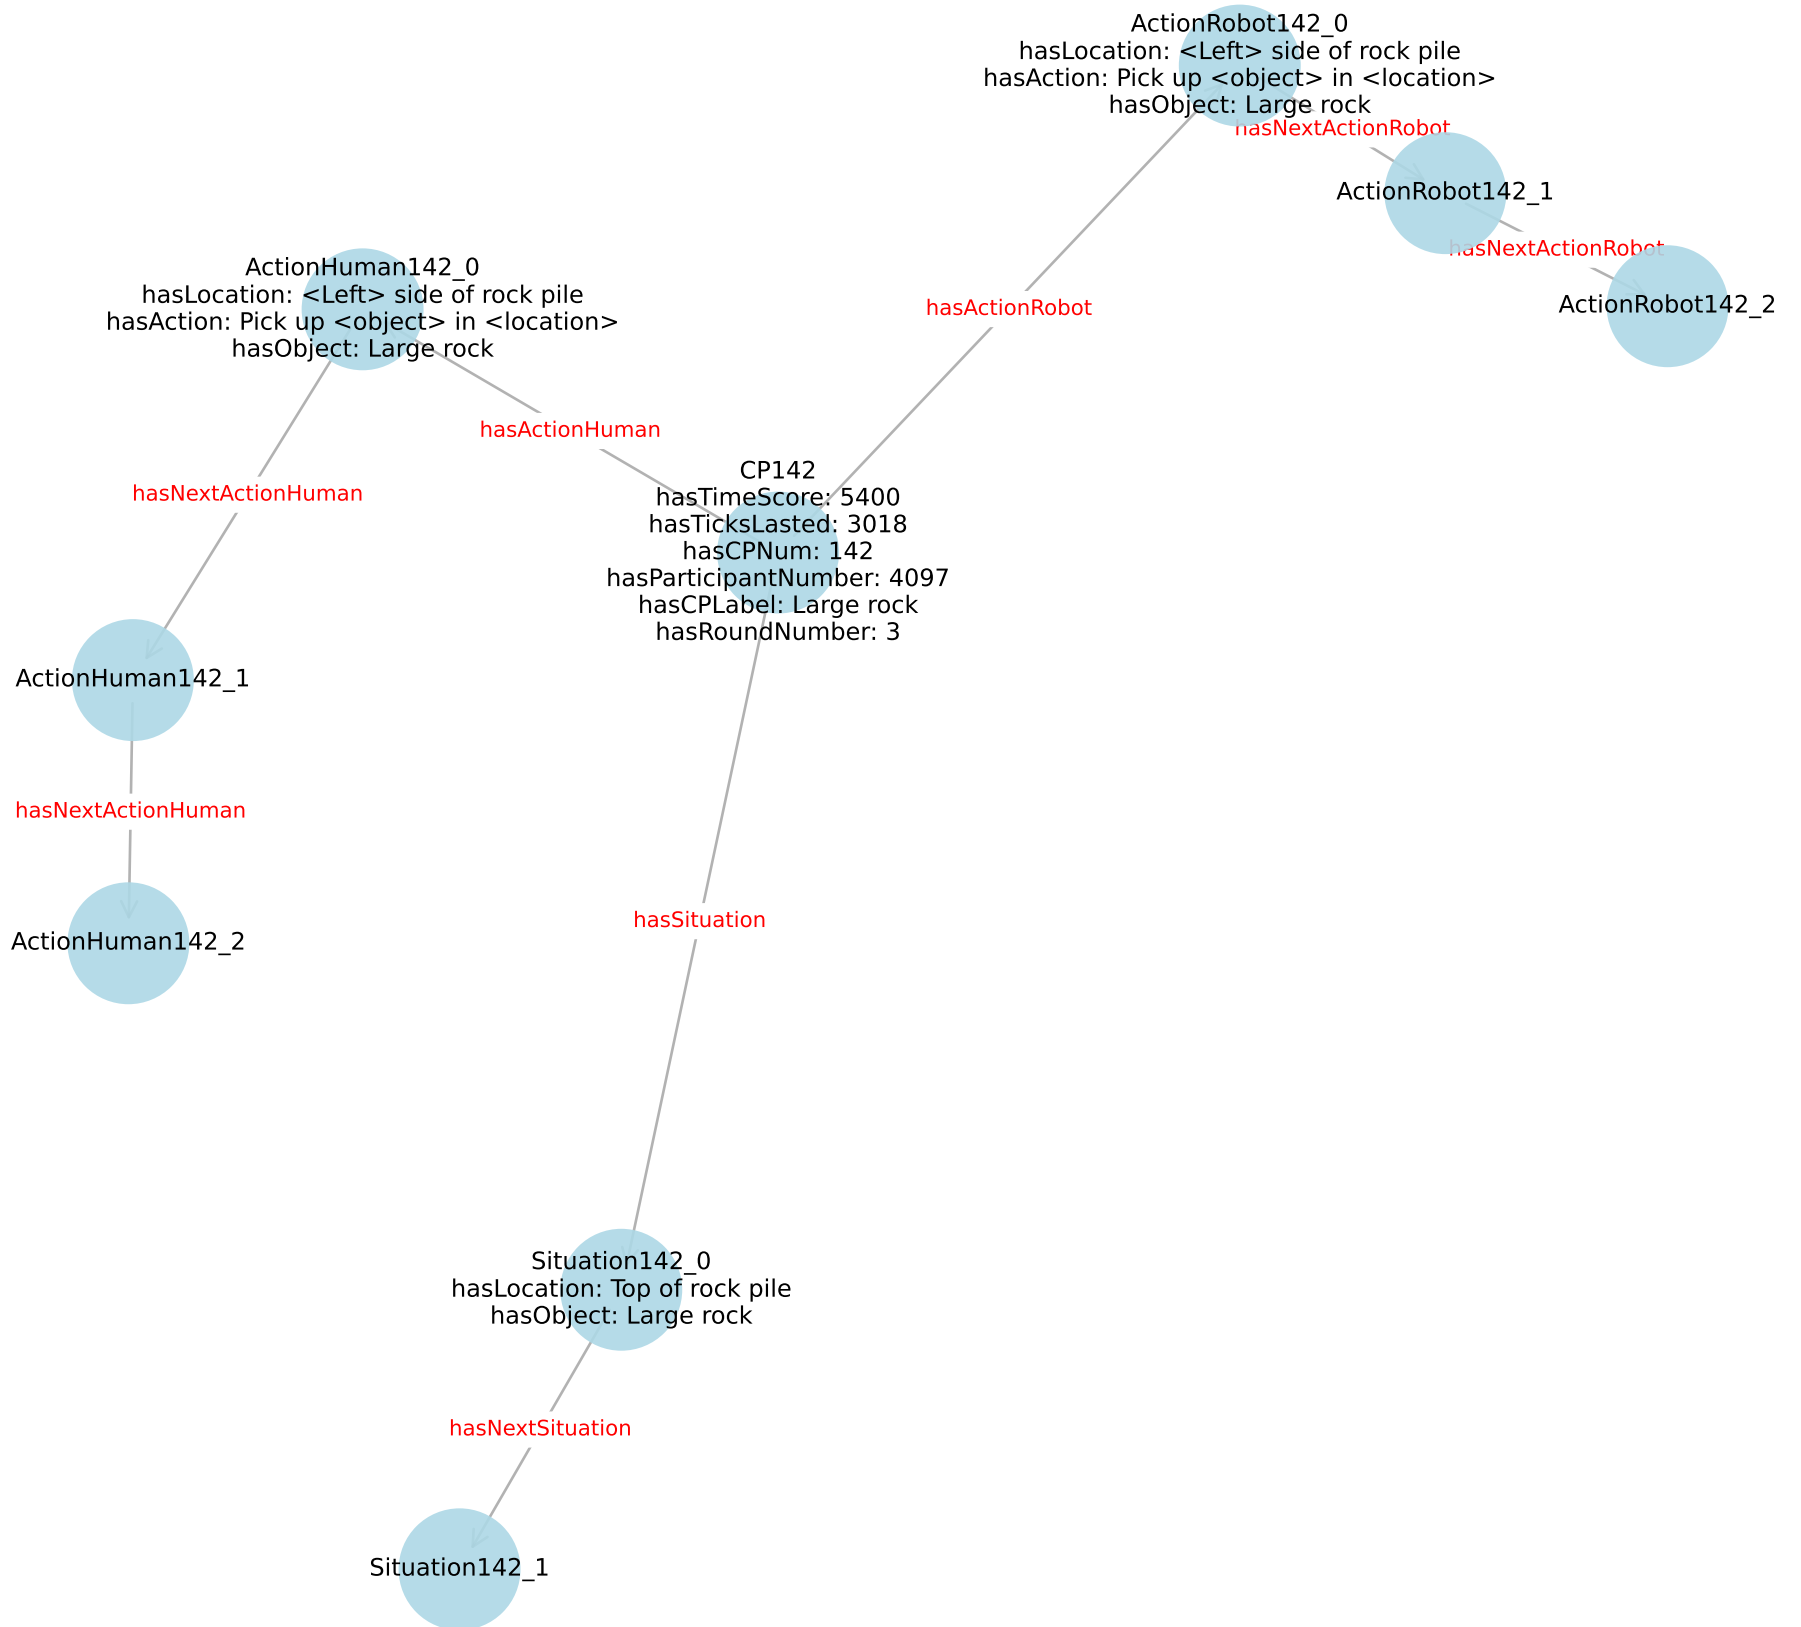 ActionRobot142_0
hasLocation: <Left> side of rock pile
hasAction: Pick up <object> in <location>
hasObject: Large rock
hasNextActionRobot
ActionRobot142_1
hasNextActionRobot
ActionRobot142_2
hasActionRobot
ActionHuman142_0
hasLocation: <Left> side of rock pile
hasAction: Pick up <object> in <location>
hasObject: Large rock
hasActionHuman
CP142
hasTimeScore: 5400
hasTicksLasted: 3018
hasCPNum: 142
hasParticipantNumber: 4097
hasCPLabel: Large rock
hasRoundNumber: 3
hasNextActionHuman
ActionHuman142_1
hasNextActionHuman
ActionHuman142_2
hasSituation
Situation142_0
hasLocation: Top of rock pile
hasObject: Large rock
hasNextSituation
Situation142_1